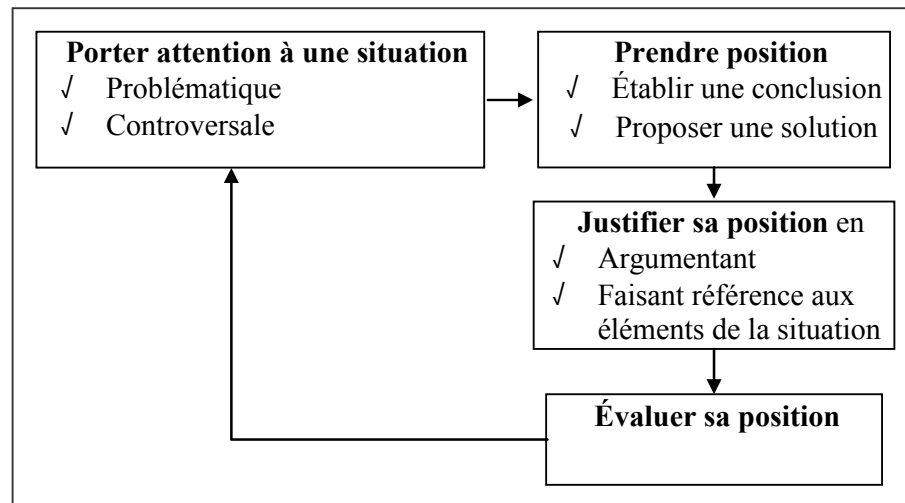 Porter attention à une situation
√ Problématique
√ Controversale
Prendre position
√ Établir une conclusion
√ Proposer une solution
Justifier sa position en
√ Argumentant
√ Faisant référence aux
éléments de la situation
Évaluer sa position